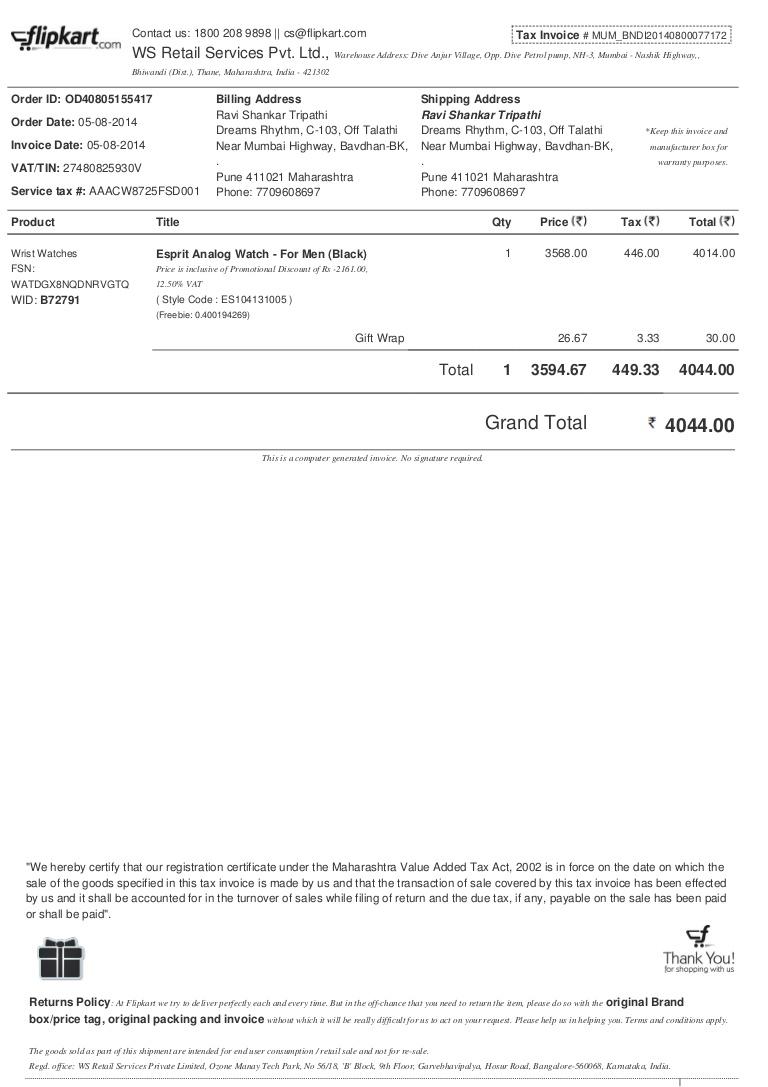 flipkart.com
Contact us: 1800 208 9898 || cs@flipkart.com
Tax Invoice # MUM_BNDI20140800077172
WS Retail Services Pvt. Ltd., Warehouse Address: Dive Anjur Village, Opp. Dive Petrol pump, NH-3, Mumbai - Nashik Highway,,
Bhiwandi (Dist.), Thane, Maharashtra, India - 421302
Order ID: OD40805155417
Order Date: 05-08-2014
Invoice Date: 05-08-2014
VAT/TIN: 27480825930V
Service tax #: AAACW8725FSD001
Billing Address
Ravi Shankar Tripathi
Dreams Rhythm, C-103, Off Talathi
Near Mumbai Highway, Bavdhan-BK,
.
Pune 411021 Maharashtra
Phone: 7709608697
Shipping Address
Ravi Shankar Tripathi
Dreams Rhythm, C-103, Off Talathi
Near Mumbai Highway, Bavdhan-BK,
.
Pune 411021 Maharashtra
Phone: 7709608697
*Keep this invoice and
manufacturer box for
warranty purposes.
Product Title Qty Price (₹) Tax (₹) Total (₹)
Wrist Watches
FSN:
WATDGX8NQDNRVGTQ
WID: B72791
Esprit Analog Watch - For Men (Black) 1 3568.00 446.00 4014.00
Price is inclusive of Promotional Discount of Rs -2161.00,
12.50% VAT
( Style Code : ES104131005 )
(Freebie: 0.400194269)
Gift Wrap 26.67 3.33 30.00
Total 1 3594.67 449.33 4044.00
Grand Total ₹ 4044.00
This is a computer generated invoice. No signature required.
"We hereby certify that our registration certificate under the Maharashtra Value Added Tax Act, 2002 is in force on the date on which the
sale of the goods specified in this tax invoice is made by us and that the transaction of sale covered by this tax invoice has been effected
by us and it shall be accounted for in the turnover of sales while filing of return and the due tax, if any, payable on the sale has been paid
or shall be paid".
Thank You!
for shopping with us
Returns Policy: At Flipkart we try to deliver perfectly each and every time. But in the off-chance that you need to return the item, please do so with the original Brand
box/price tag, original packing and invoice without which it will be really difficult for us to act on your request. Please help us in helping you. Terms and conditions apply.
The goods sold as part of this shipment are intended for end user consumption / retail sale and not for re-sale.
Regd. office: WS Retail Services Private Limited, Ozone Manay Tech Park, No 56/18, 'B' Block, 9th Floor, Garvebhavipalya, Hosur Road, Bangalore-560068, Karnataka, India.